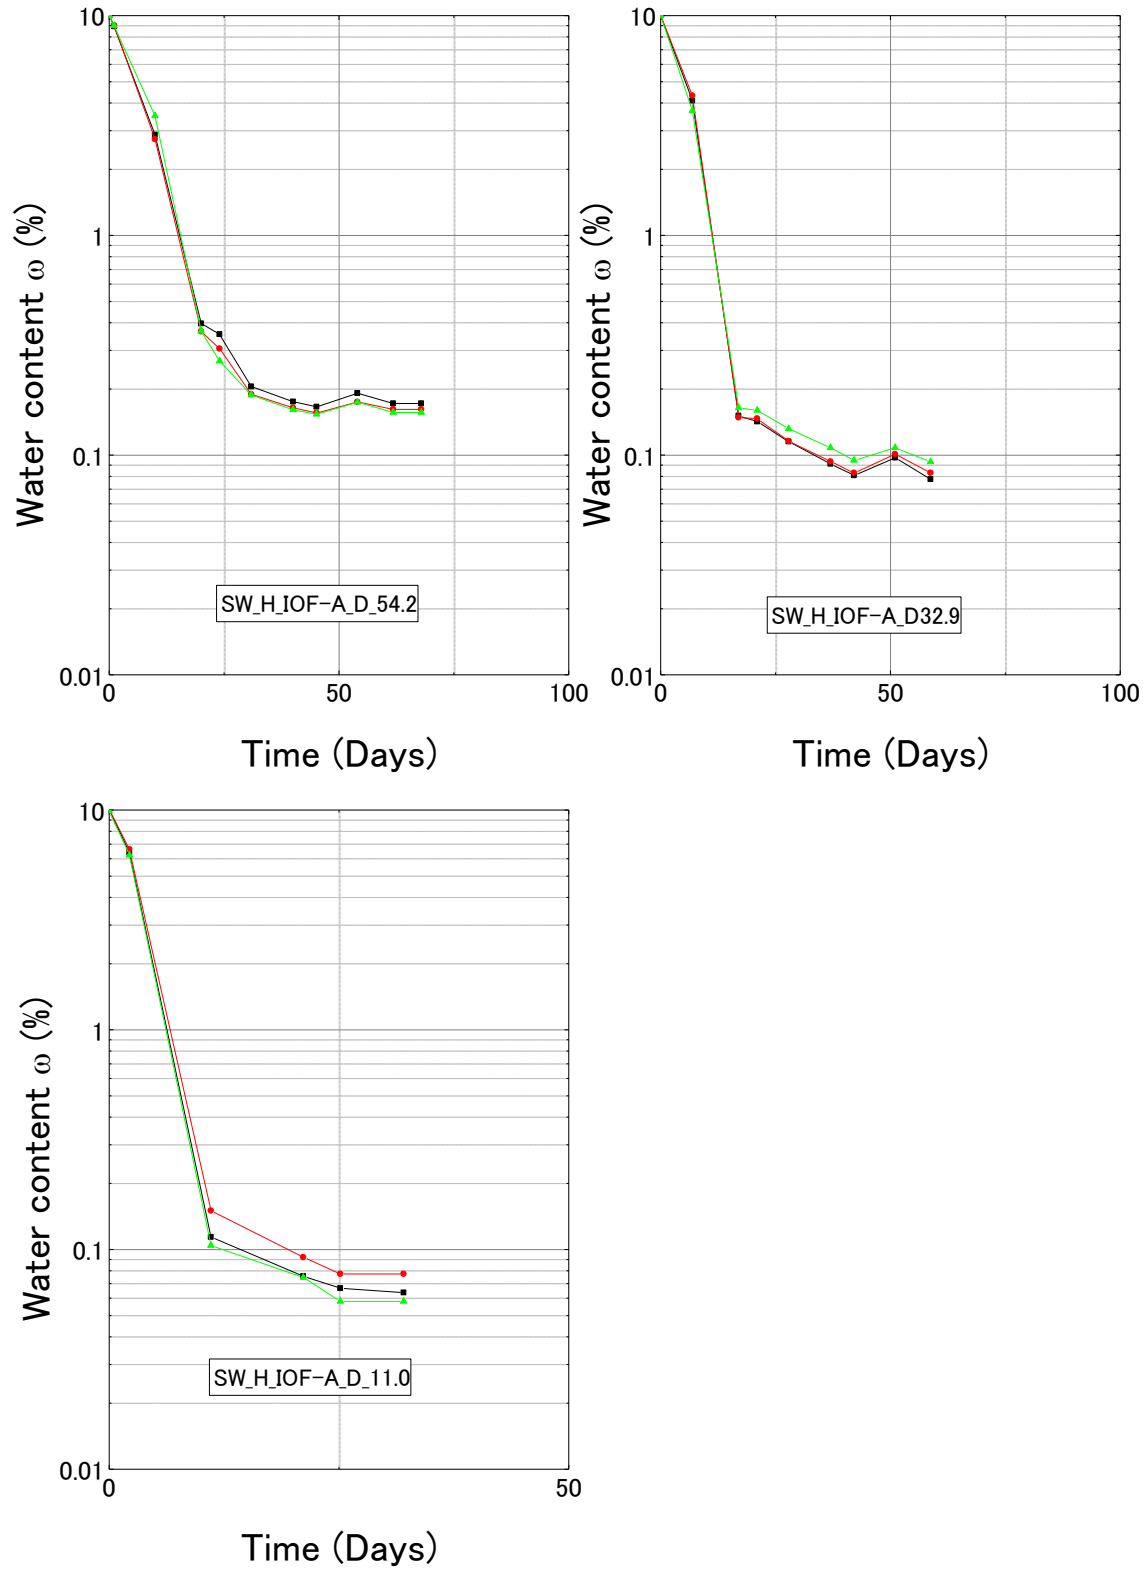 10
1
0.1
0.01
Water content ω (%)
SW_H_IOF-A_D_54.2
0
50
100
Time (Days)
10
1
0.1
0.01
Water content ω (%)
SW_H_IOF-A_D32.9
0
50
100
Time (Days)
10
1
0.1
0.01
Water content ω (%)
SW_H_IOF-A_D_11.0
0
50
Time (Days)